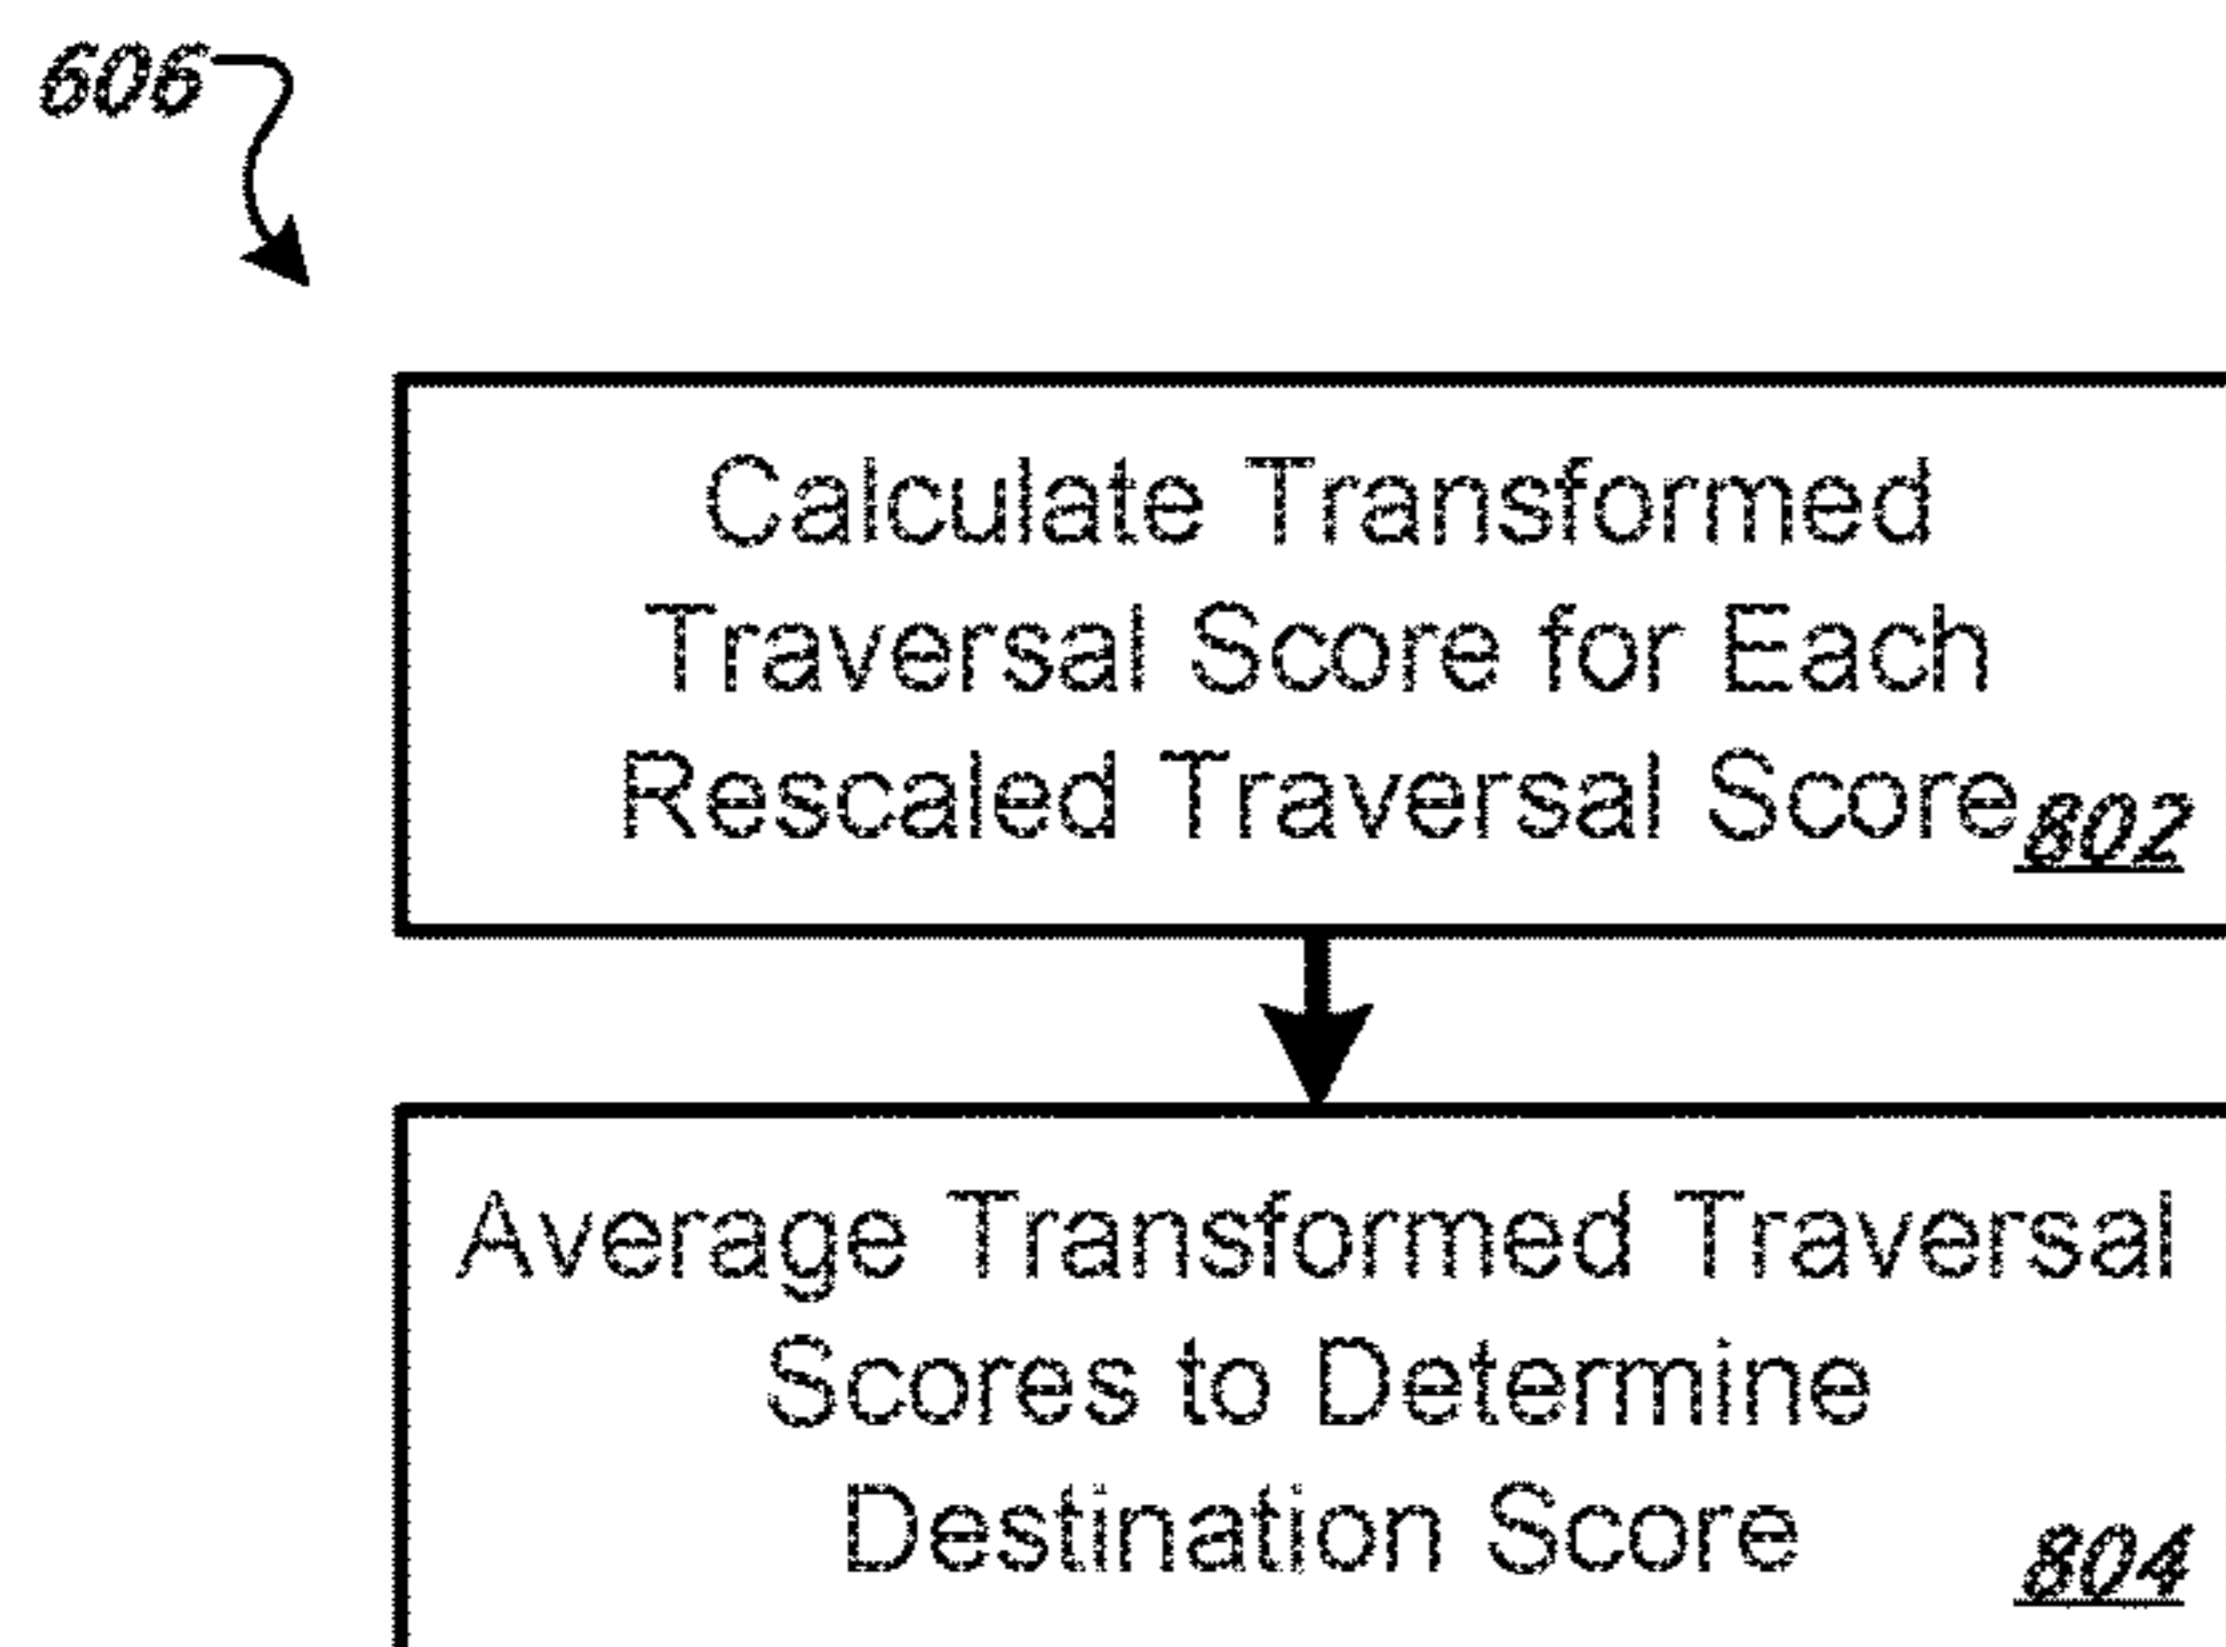 606
Calculate Transformed
Traversal Score for Each
Rescaled Traversal Score 802
Average Transformed Traversal
Scores to Determine
Destination Score 804